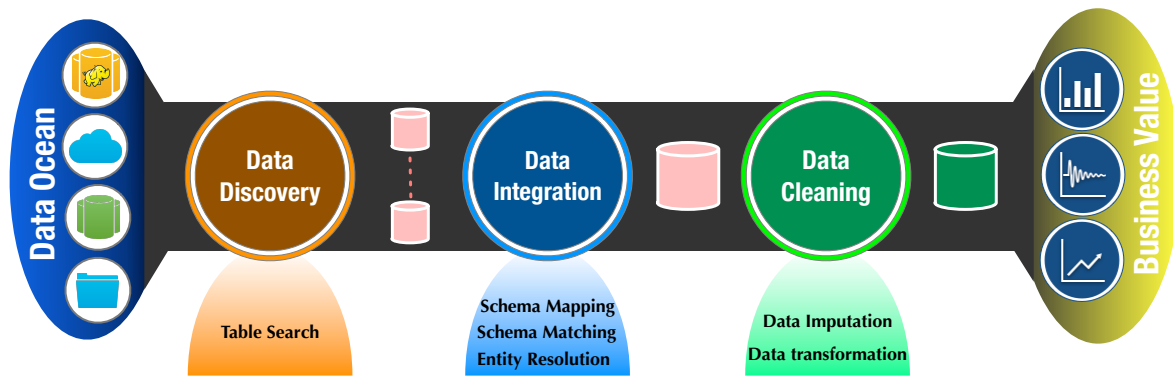 Data Ocean
Data
Discovery
Data
Integration
Data
Cleaning
Business Value
Table Search
Schema Mapping
Schema Matching
Entity Resolution
Data Imputation
Data transformation